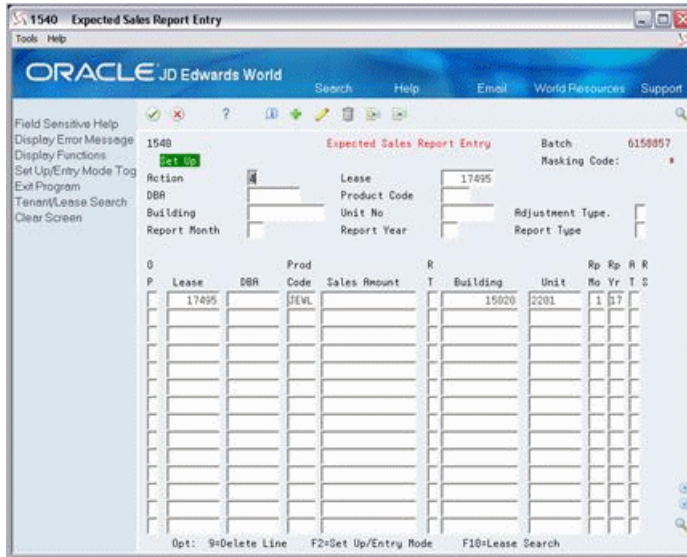 1540 Expected Sales Report Entry
Tools Help
ORACLE JD Edwards World
Search Help Email World Resources Support
Field Sensitive Help
Display Error Message
Display Functions
Set Up/Entry Mode Tog
Exit Program
Tenant/Lease Search
Clear Screen
1540 Expected Sales Report Entry Batch 6158857
Set Up Masking Code: *
Action Lease 17495
DBA Product Code
Building Unit No Adjustment Type.
Report Month Report Year Report Type
O Prod R Rp Rp A R
P Lease DBA Code Sales Amount T Building Unit Mo Yr T S
17495 JEWL 15020 2201 1 17
Opt: 9=Delete Line F2=Set Up/Entry Mode F10=Lease Search